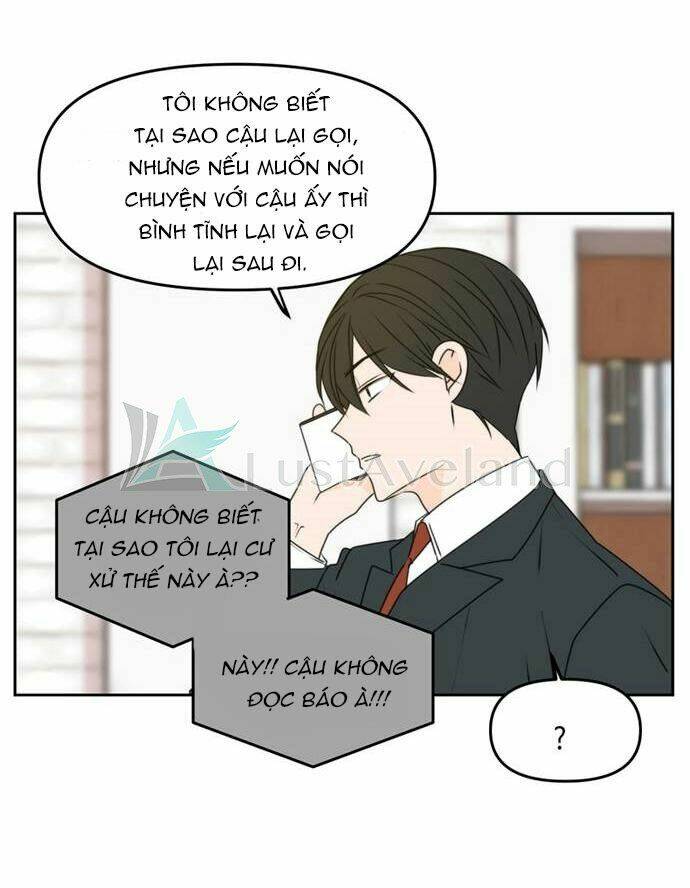 TÔI KHÔNG BIẾT
TẠI SAO CẬU LẠI GỌI,
NHƯNG NẾU MUỐN NÓI
CHUYỆN VỚI CẬU ẤY THÌ
BÌNH TĨNH LẠI VÀ GỌI
LẠI SAU ĐI.
LustAveland
CẬU KHÔNG BIẾT
TẠI SAO TÔI LẠI CƯ
XỬ THẾ NÀY À??
NÀY!! CẬU KHÔNG
ĐỌC BÁO À!!!
?